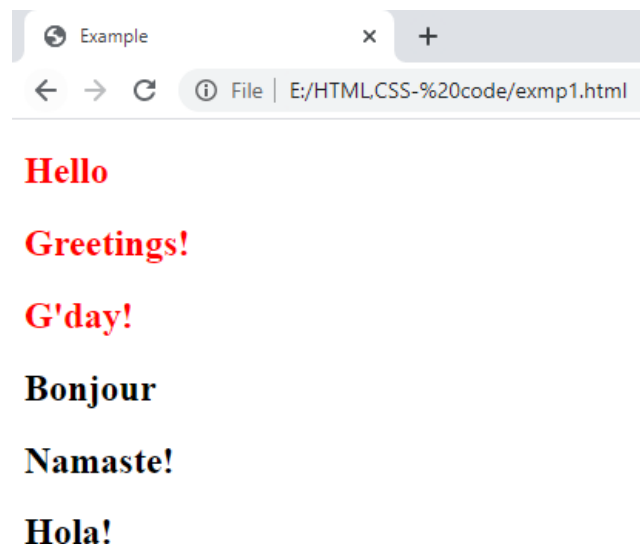 Example
File E:/HTML,CSS-%20code/exmp1.html
Hello
Greetings!
G'day!
Bonjour
Namaste!
Hola!